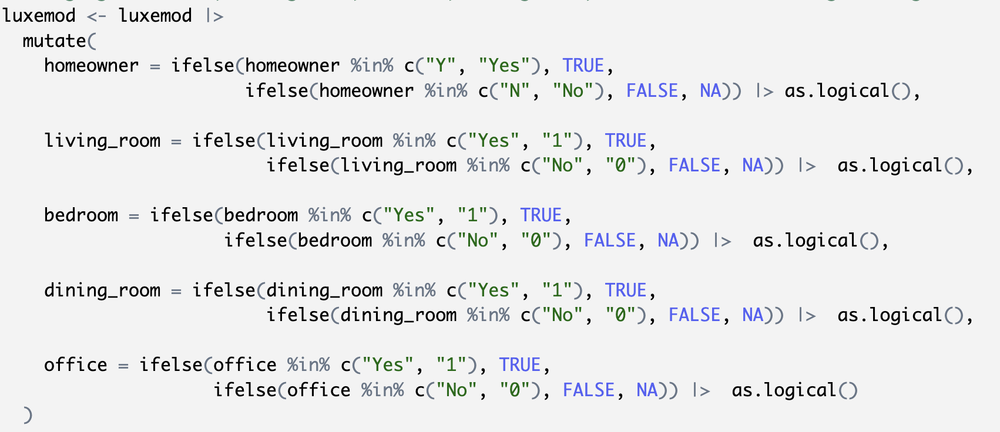 luxemod <- luxemod |>
  mutate(
    homeowner = ifelse(homeowner %in% c("Y", "Yes"), TRUE,
                       ifelse(homeowner %in% c("N", "No"), FALSE, NA)) |> as.logical(),

    living_room = ifelse(living_room %in% c("Yes", "1"), TRUE,
                         ifelse(living_room %in% c("No", "0"), FALSE, NA)) |>  as.logical(),

    bedroom = ifelse(bedroom %in% c("Yes", "1"), TRUE,
                     ifelse(bedroom %in% c("No", "0"), FALSE, NA)) |>  as.logical(),

    dining_room = ifelse(dining_room %in% c("Yes", "1"), TRUE,
                         ifelse(dining_room %in% c("No", "0"), FALSE, NA)) |>  as.logical(),

    office = ifelse(office %in% c("Yes", "1"), TRUE,
                    ifelse(office %in% c("No", "0"), FALSE, NA)) |>  as.logical()
  )